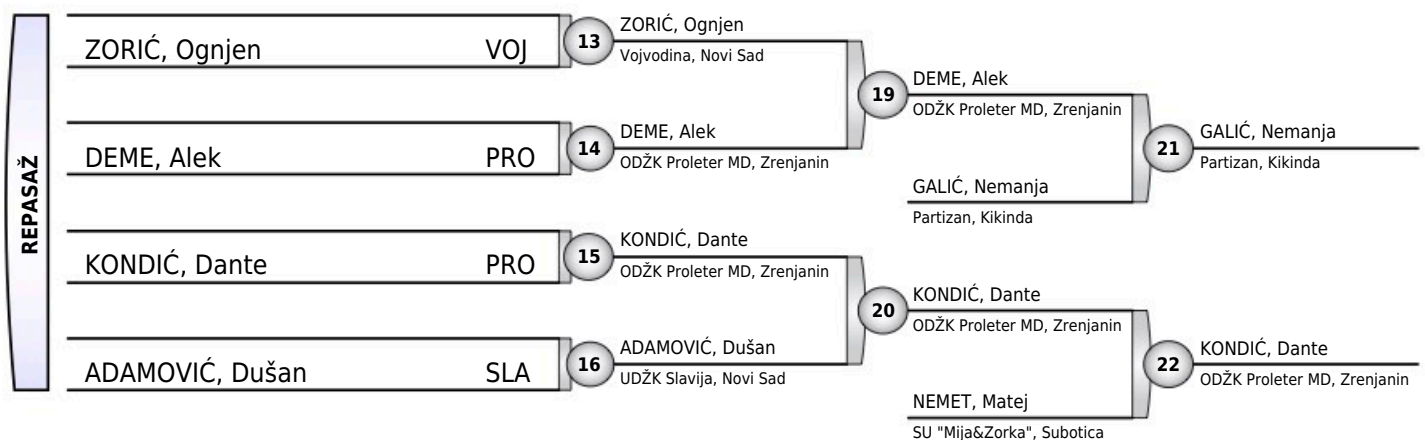 REPASAŽ
ZORIĆ, Ognjen VOJ
13
ZORIĆ, Ognjen
Vojvodina, Novi Sad
DEME, Alek PRO
14
DEME, Alek
ODŽK Proleter MD, Zrenjanin
KONDIĆ, Dante PRO
15
KONDIĆ, Dante
ODŽK Proleter MD, Zrenjanin
ADAMOVIĆ, Dušan SLA
16
ADAMOVIĆ, Dušan
UDŽK Slavija, Novi Sad
19
DEME, Alek
ODŽK Proleter MD, Zrenjanin
GALIĆ, Nemanja
Partizan, Kikinda
20
KONDIĆ, Dante
ODŽK Proleter MD, Zrenjanin
NEMET, Matej
SU "Mija&Zorka", Subotica
21
GALIĆ, Nemanja
Partizan, Kikinda
22
KONDIĆ, Dante
ODŽK Proleter MD, Zrenjanin